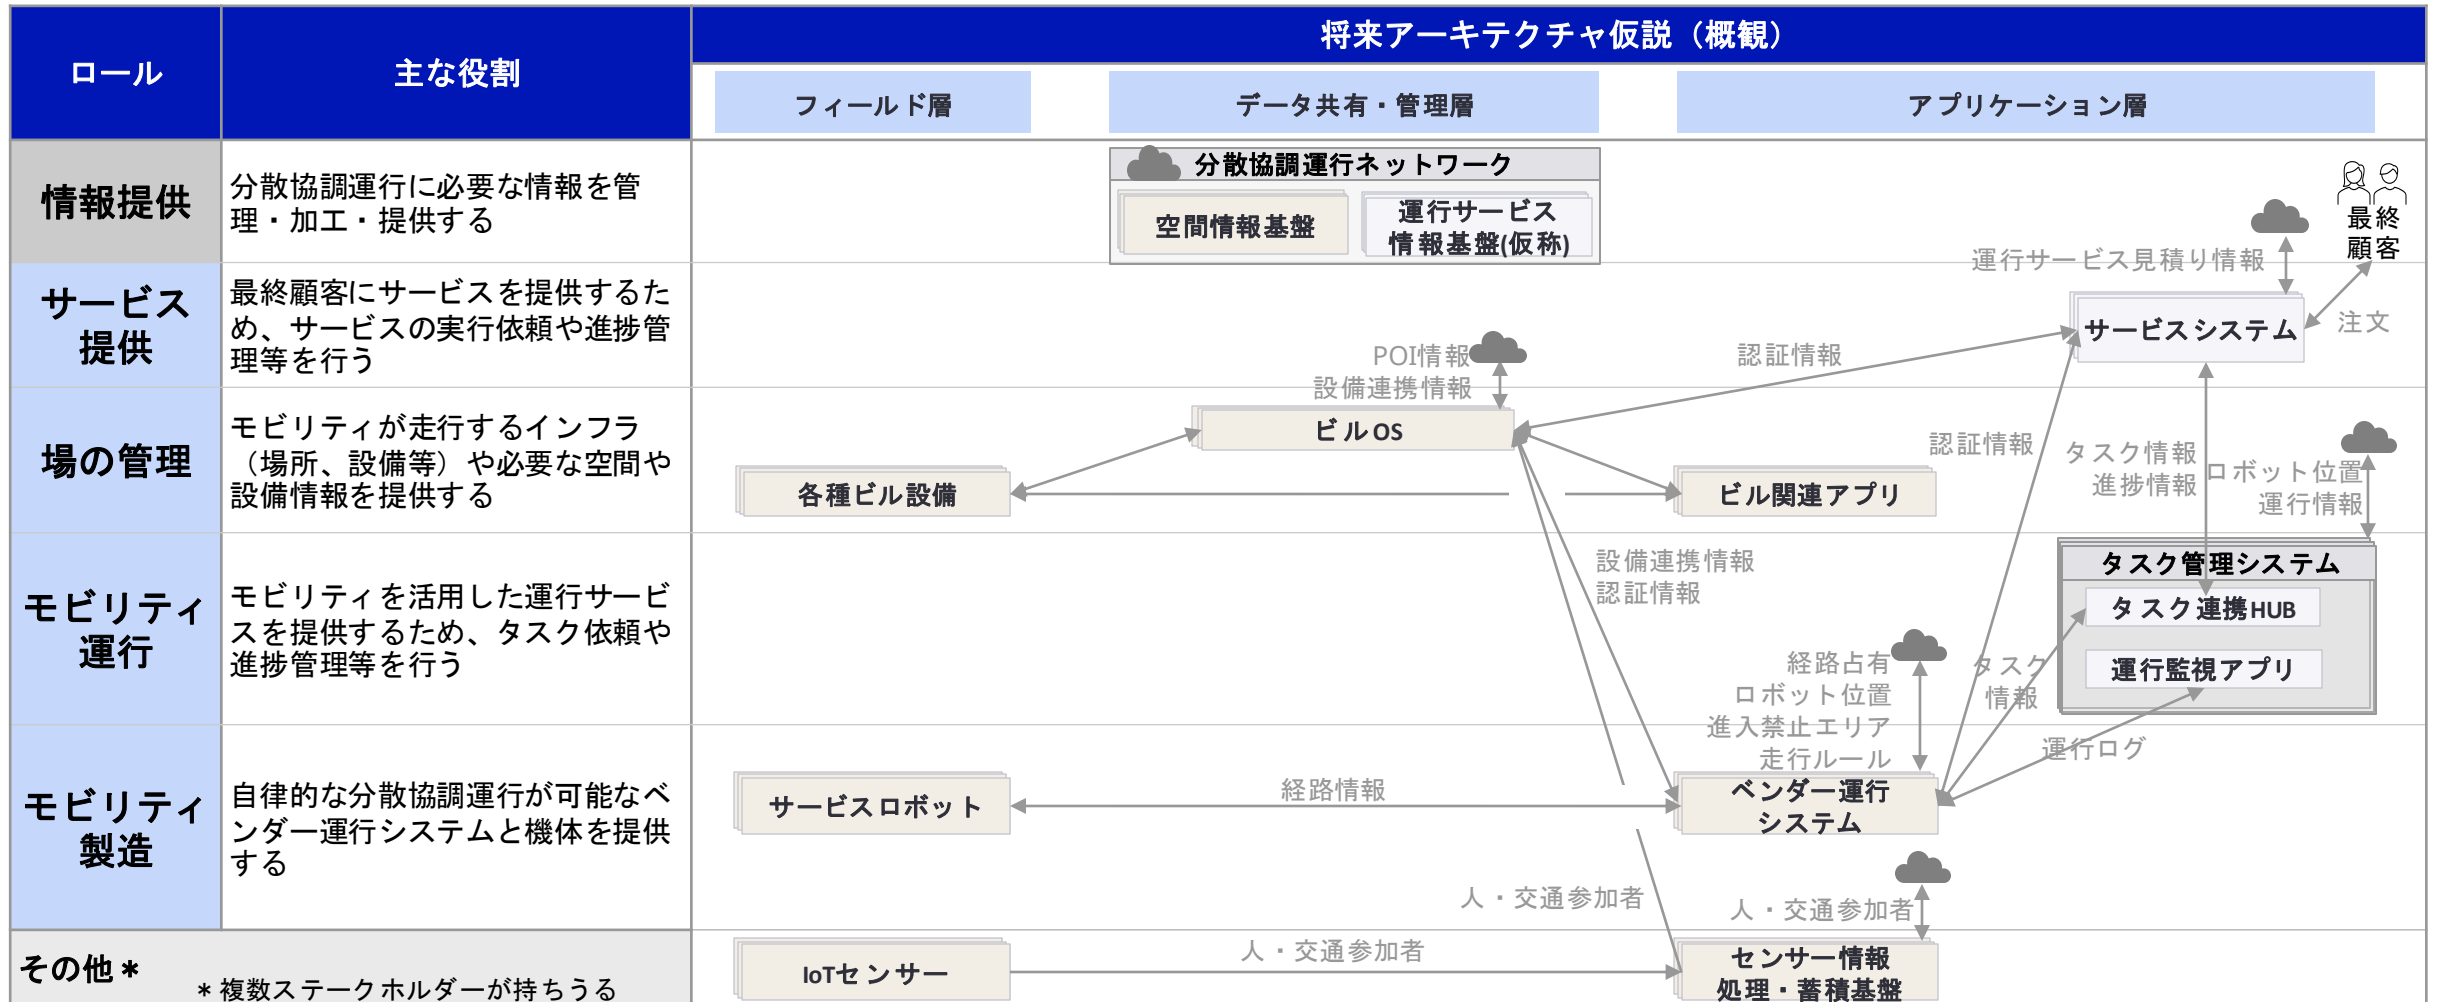 ロール
主な役割
将来アーキテクチャ仮説（概観）
フィールド層
データ共有・管理層
アプリケーション層
情報提供
分散協調運行に必要な情報を管
理・加工・提供する
分散協調運行ネットワーク
空間情報基盤
運行サービス
情報基盤(仮称)
最終
顧客
運行サービス見積り情報
サービス
提供
最終顧客にサービスを提供するた
め、サービスの実行依頼や進捗管
理等を行う
サービスシステム
注文
POI情報
設備連携情報
認証情報
場の管理
モビリティが走行するインフラ
（場所、設備等）や必要な空間や
設備情報を提供する
ビルOS
各種ビル設備
ビル関連アプリ
認証情報
タスク情報
進捗情報
ロボット位置
運行情報
モビリティ
運行
モビリティを活用した運行サービ
スを提供するため、タスク依頼や
進捗管理等を行う
設備連携情報
認証情報
タスク管理システム
タスク連携HUB
運行監視アプリ
経路占有
ロボット位置
進入禁止エリア
走行ルール
タスク
情報
運行ログ
モビリティ
製造
自律的な分散協調運行が可能なベ
ンダー運行システムと機体を提供
する
サービスロボット
経路情報
ベンダー運行
システム
人・交通参加者
人・交通参加者
その他＊
＊複数ステークホルダーが持ちうる
IoTセンサー
人・交通参加者
センサー情報
処理・蓄積基盤